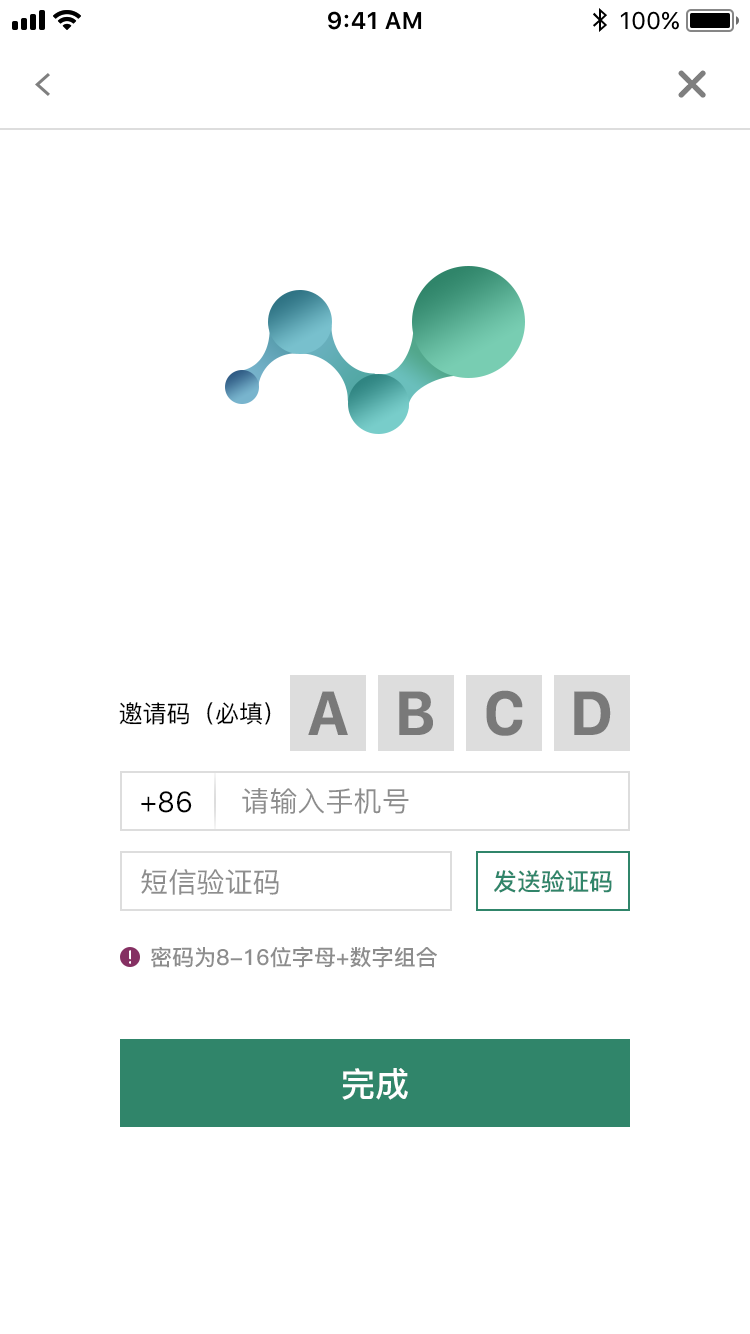 9:41 AM 100%
邀请码（必填） A B C D
+86 请输入手机号
短信验证码 发送验证码
密码为8-16位字母+数字组合
完成